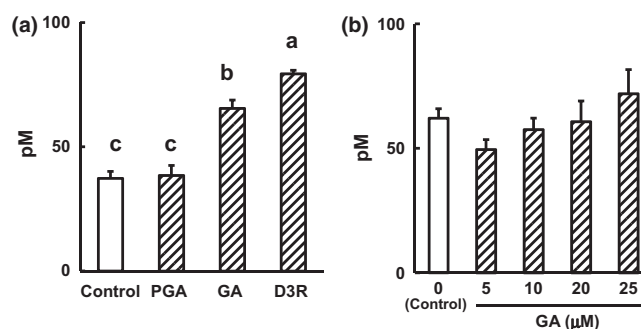 (a)
100
50
0
pM
c
c
b
a
Control PGA GA D3R
(b)
100
50
0
pM
0 5 10 20 25
(Control)
GA (μM)